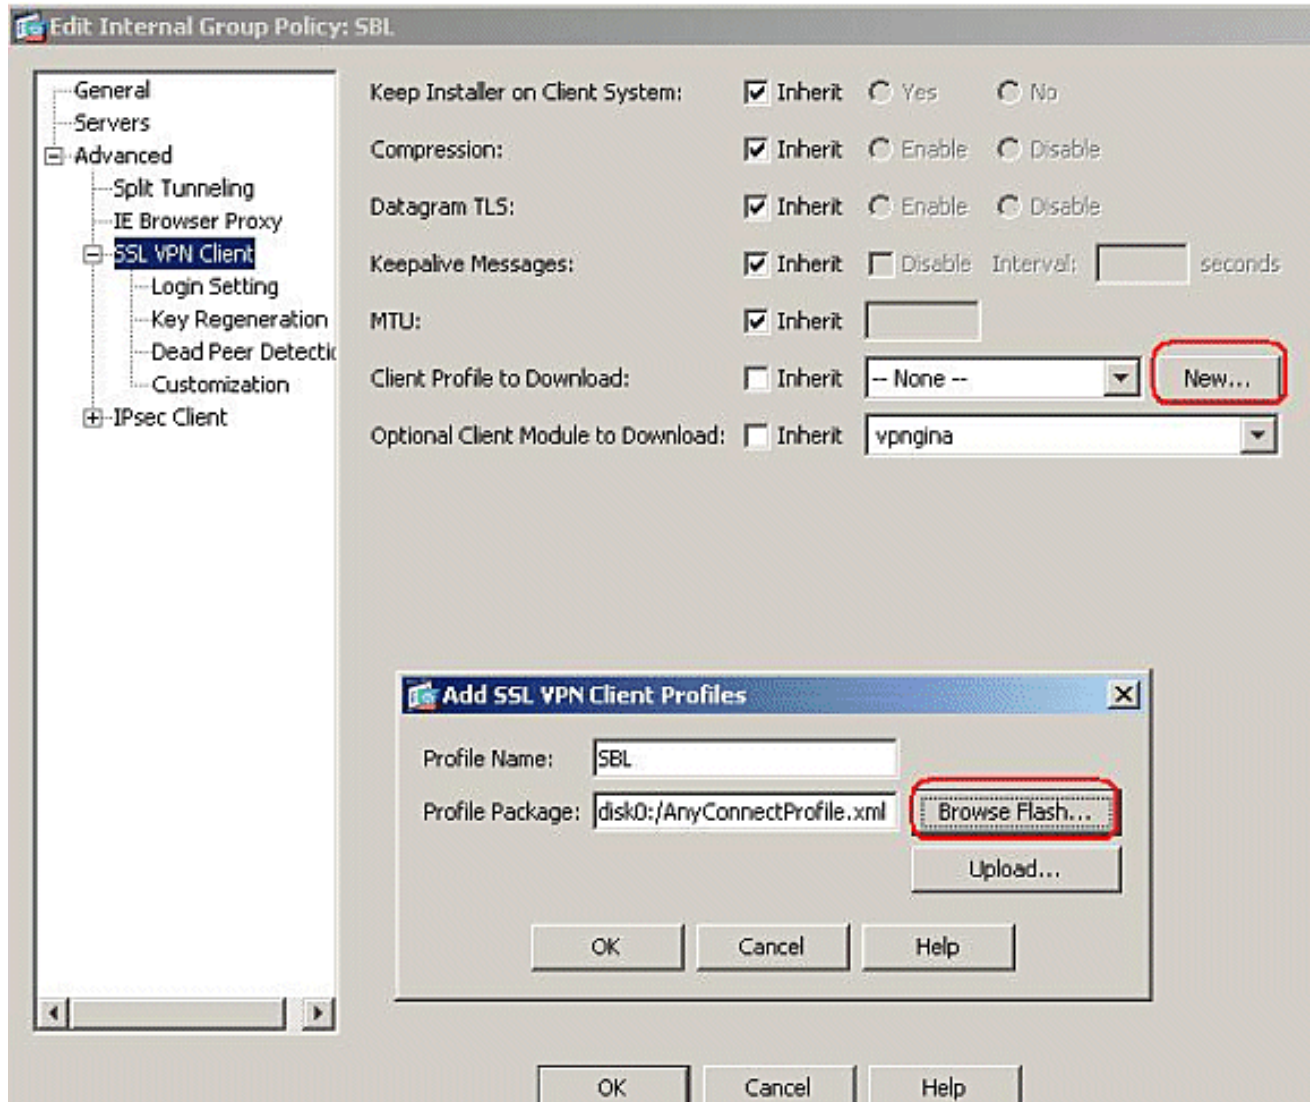 Edit Internal Group Policy: SBL
General
Servers
Advanced
Split Tunneling
IE Browser Proxy
SSL VPN Client
Login Setting
Key Regeneration
Dead Peer Detectic
Customization
IPsec Client
Keep Installer on Client System: Inherit Yes No
Compression: Inherit Enable Disable
Datagram TLS: Inherit Enable Disable
Keepalive Messages: Inherit Disable Interval: seconds
MTU: Inherit
Client Profile to Download: Inherit -- None -- New...
Optional Client Module to Download: Inherit vpngina
Add SSL VPN Client Profiles
Profile Name: SBL
Profile Package: disk0:/AnyConnectProfile.xml Browse Flash...
Upload...
OK Cancel Help
OK Cancel Help